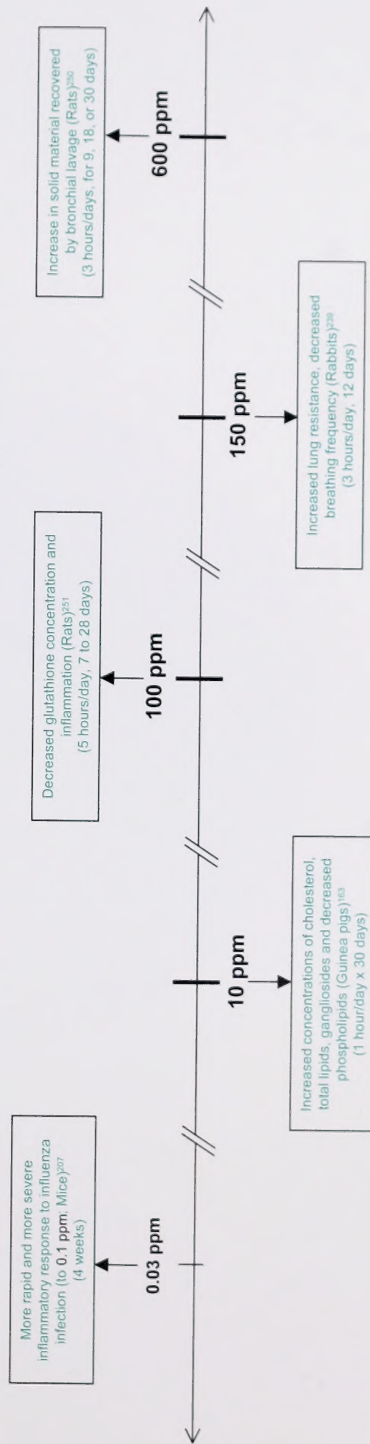 More rapid and more severe
inflammatory response to influenza
infection (to 0.1 ppm: Mice)207
(4 weeks)
0.03 ppm
10 ppm
Increased concentrations of cholesterol,
total lipids, gangliosides and decreased
phospholipids (Guinea pigs)163
(1 hour/day x 30 days)
Decreased glutathione concentration and
inflammation (Rats)251
(5 hours/day, 7 to 28 days)
100 ppm
150 ppm
Increased lung resistance, decreased
breathing frequency (Rabbits)239
(3 hours/day, 12 days)
Increase in solid material recovered
by bronchial lavage (Rats)250
(3 hours/days, for 9, 18, or 30 days)
600 ppm